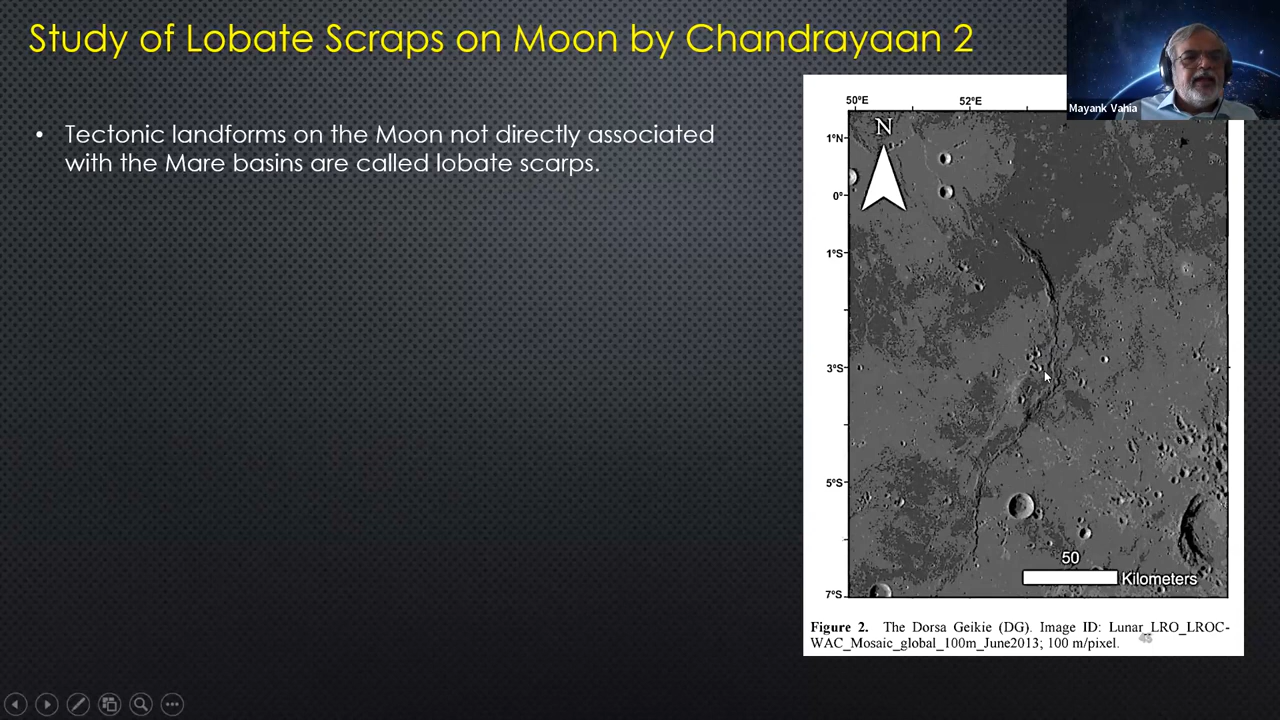 Study of Lobate Scraps on Moon by Chandrayaan 2
Mayank Vahia
• Tectonic landforms on the Moon not directly associated
with the Mare basins are called lobate scarps.
50°E
52°E
N
1°N
0°
1°S
3°S
5°S
7°S
50
Kilometers
Figure 2. The Dorsa Geikie (DG). Image ID: Lunar_LRO_LROC-
WAC_Mosaic_global_100m_June2013; 100 m/pixel.
45